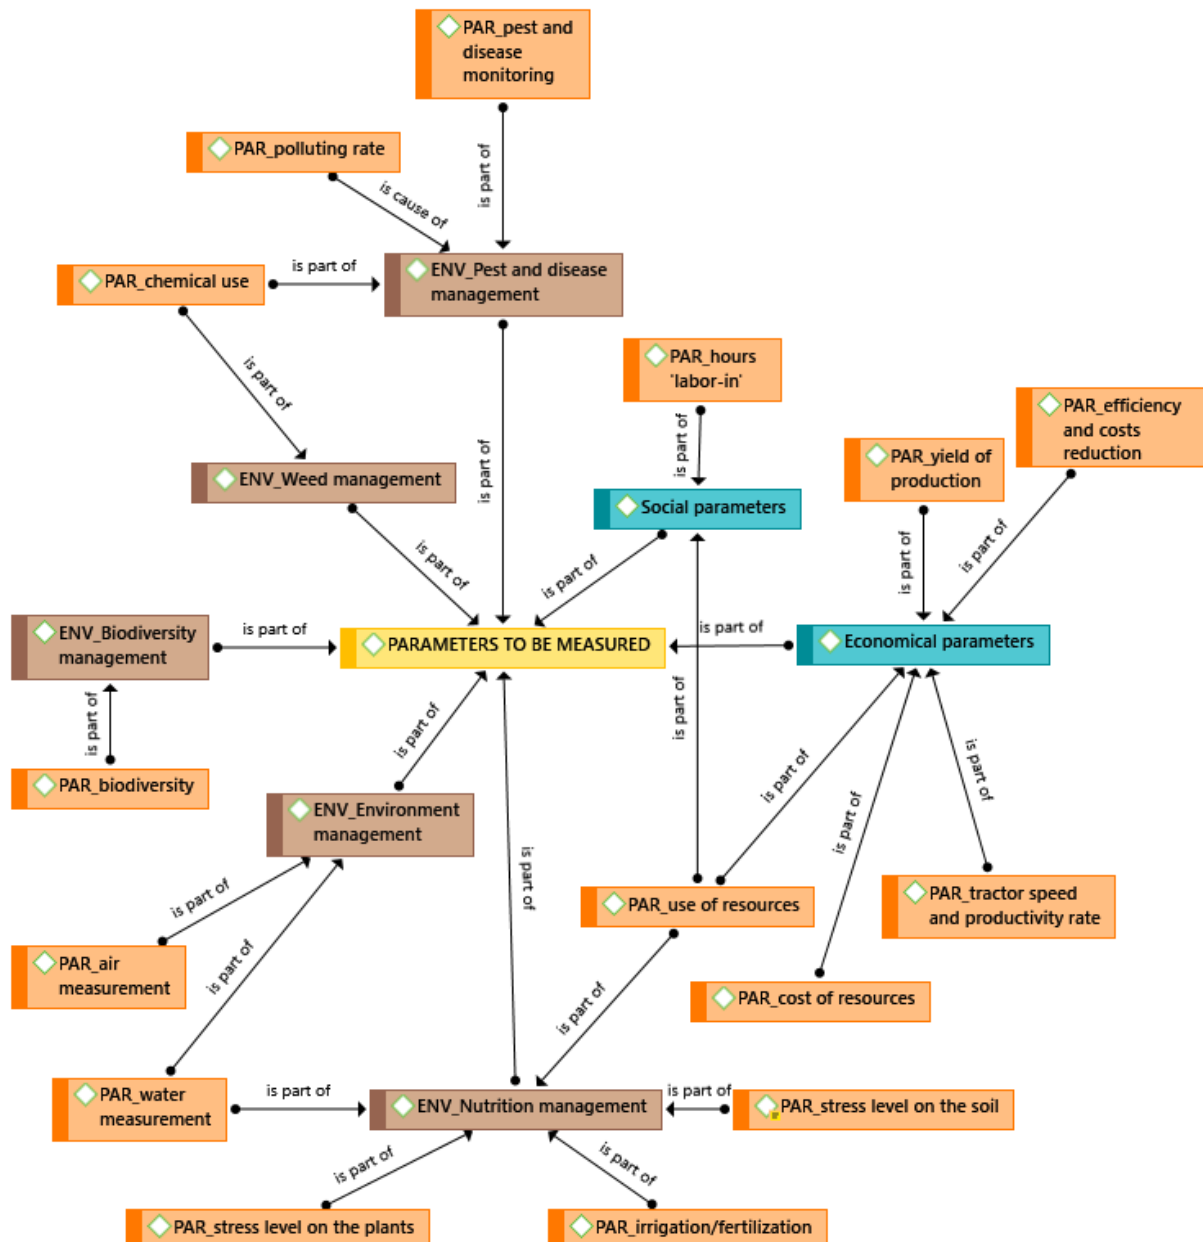 PAR_pest and
disease
monitoring
PAR_polluting rate
is cause of
is part of
PAR_chemical use
is part of
ENV_Pest and disease
management
is part of
PAR_hours
'labor-in'
PAR_efficiency
and costs
reduction
is part of
is part of
PAR_yield of
production
ENV_Weed management
Social parameters
is part of
is part of
is part of
is part of
ENV_Biodiversity
management
is part of
PARAMETERS TO BE MEASURED
is part of
Economical parameters
is part of
is part of
is part of
PAR_biodiversity
ENV_Environment
management
is part of
is part of
is part of
is part of
is part of
PAR_use of resources
PAR_tractor speed
and productivity rate
PAR_air
measurement
is part of
is part of
PAR_cost of resources
PAR_water
measurement
is part of
ENV_Nutrition management
is part of
PAR_stress level on the soil
is part of
is part of
PAR_stress level on the plants
PAR_irrigation/fertilization